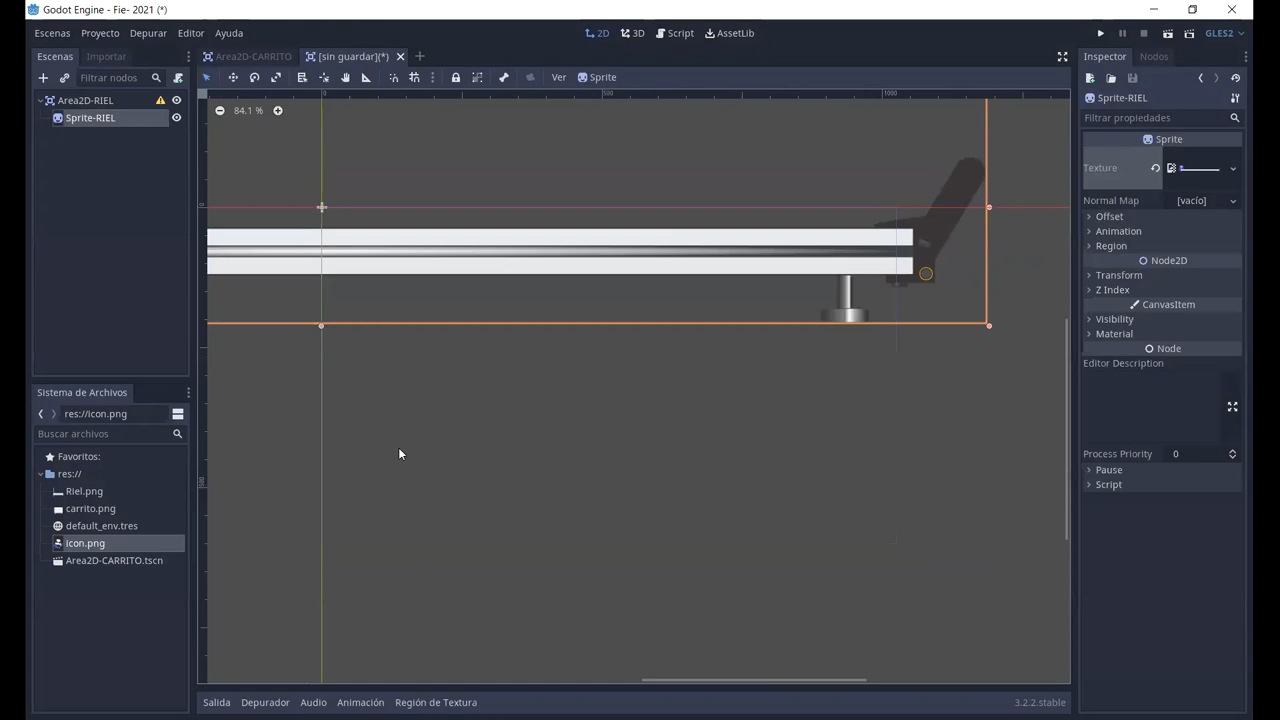 Godot Engine - Fie- 2021 (*)
Escenas Proyecto Depurar Editor Ayuda
2D 3D Script AssetLib
GLES2
Escenas Importar
Area2D-CARRITO [sin guardar](*)
Inspector Nodos
Filtrar nodos
Ver Sprite
Area2D-RIEL
Sprite-RIEL
0 500 1000
84.1 %
0
500
Sprite-RIEL
Filtrar propiedades
Sprite
Texture
Normal Map [vacío]
Offset
Animation
Region
Node2D
Transform
Z Index
CanvasItem
Visibility
Material
Node
Editor Description
Process Priority 0
Pause
Script
Sistema de Archivos
res://icon.png
Buscar archivos
Favoritos:
res://
Riel.png
carrito.png
default_env.tres
icon.png
Area2D-CARRITO.tscn
Salida Depurador Audio Animación Región de Textura
3.2.2.stable